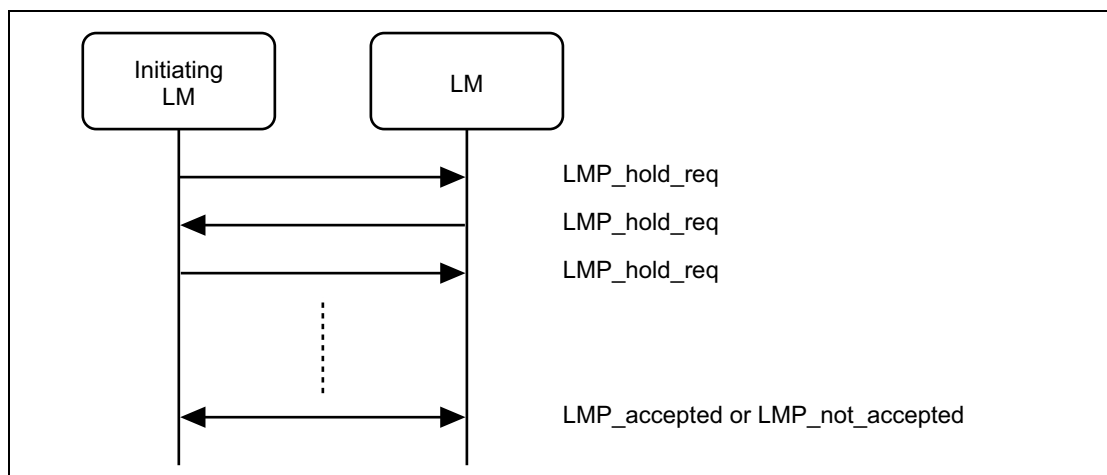 Initiating
LM
LM
LMP_hold_req
LMP_hold_req
LMP_hold_req
LMP_accepted or LMP_not_accepted